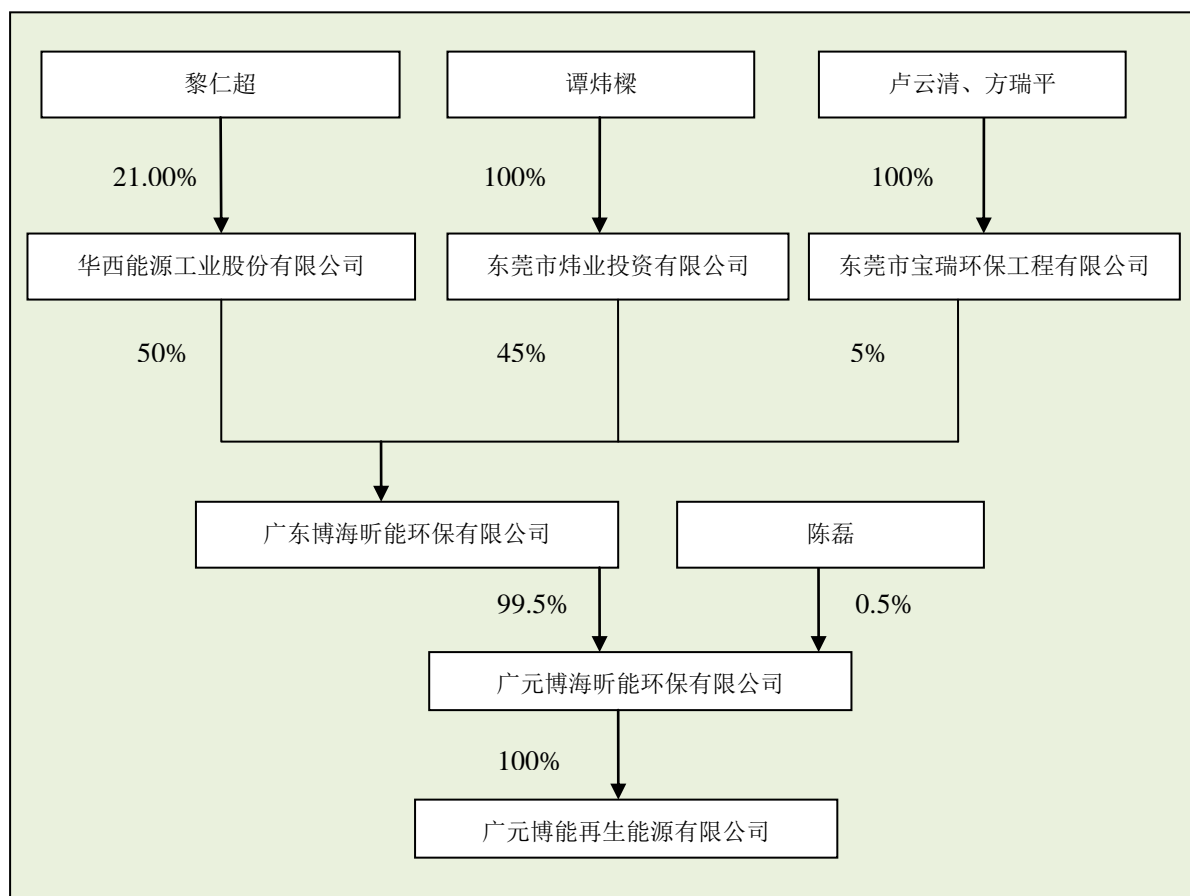 黎仁超
谭炜樑
卢云清、方瑞平
21.00%
100%
100%
华西能源工业股份有限公司
东莞市炜业投资有限公司
东莞市宝瑞环保工程有限公司
50%
45%
5%
广东博海昕能环保有限公司
陈磊
99.5%
0.5%
广元博海昕能环保有限公司
100%
广元博能再生能源有限公司